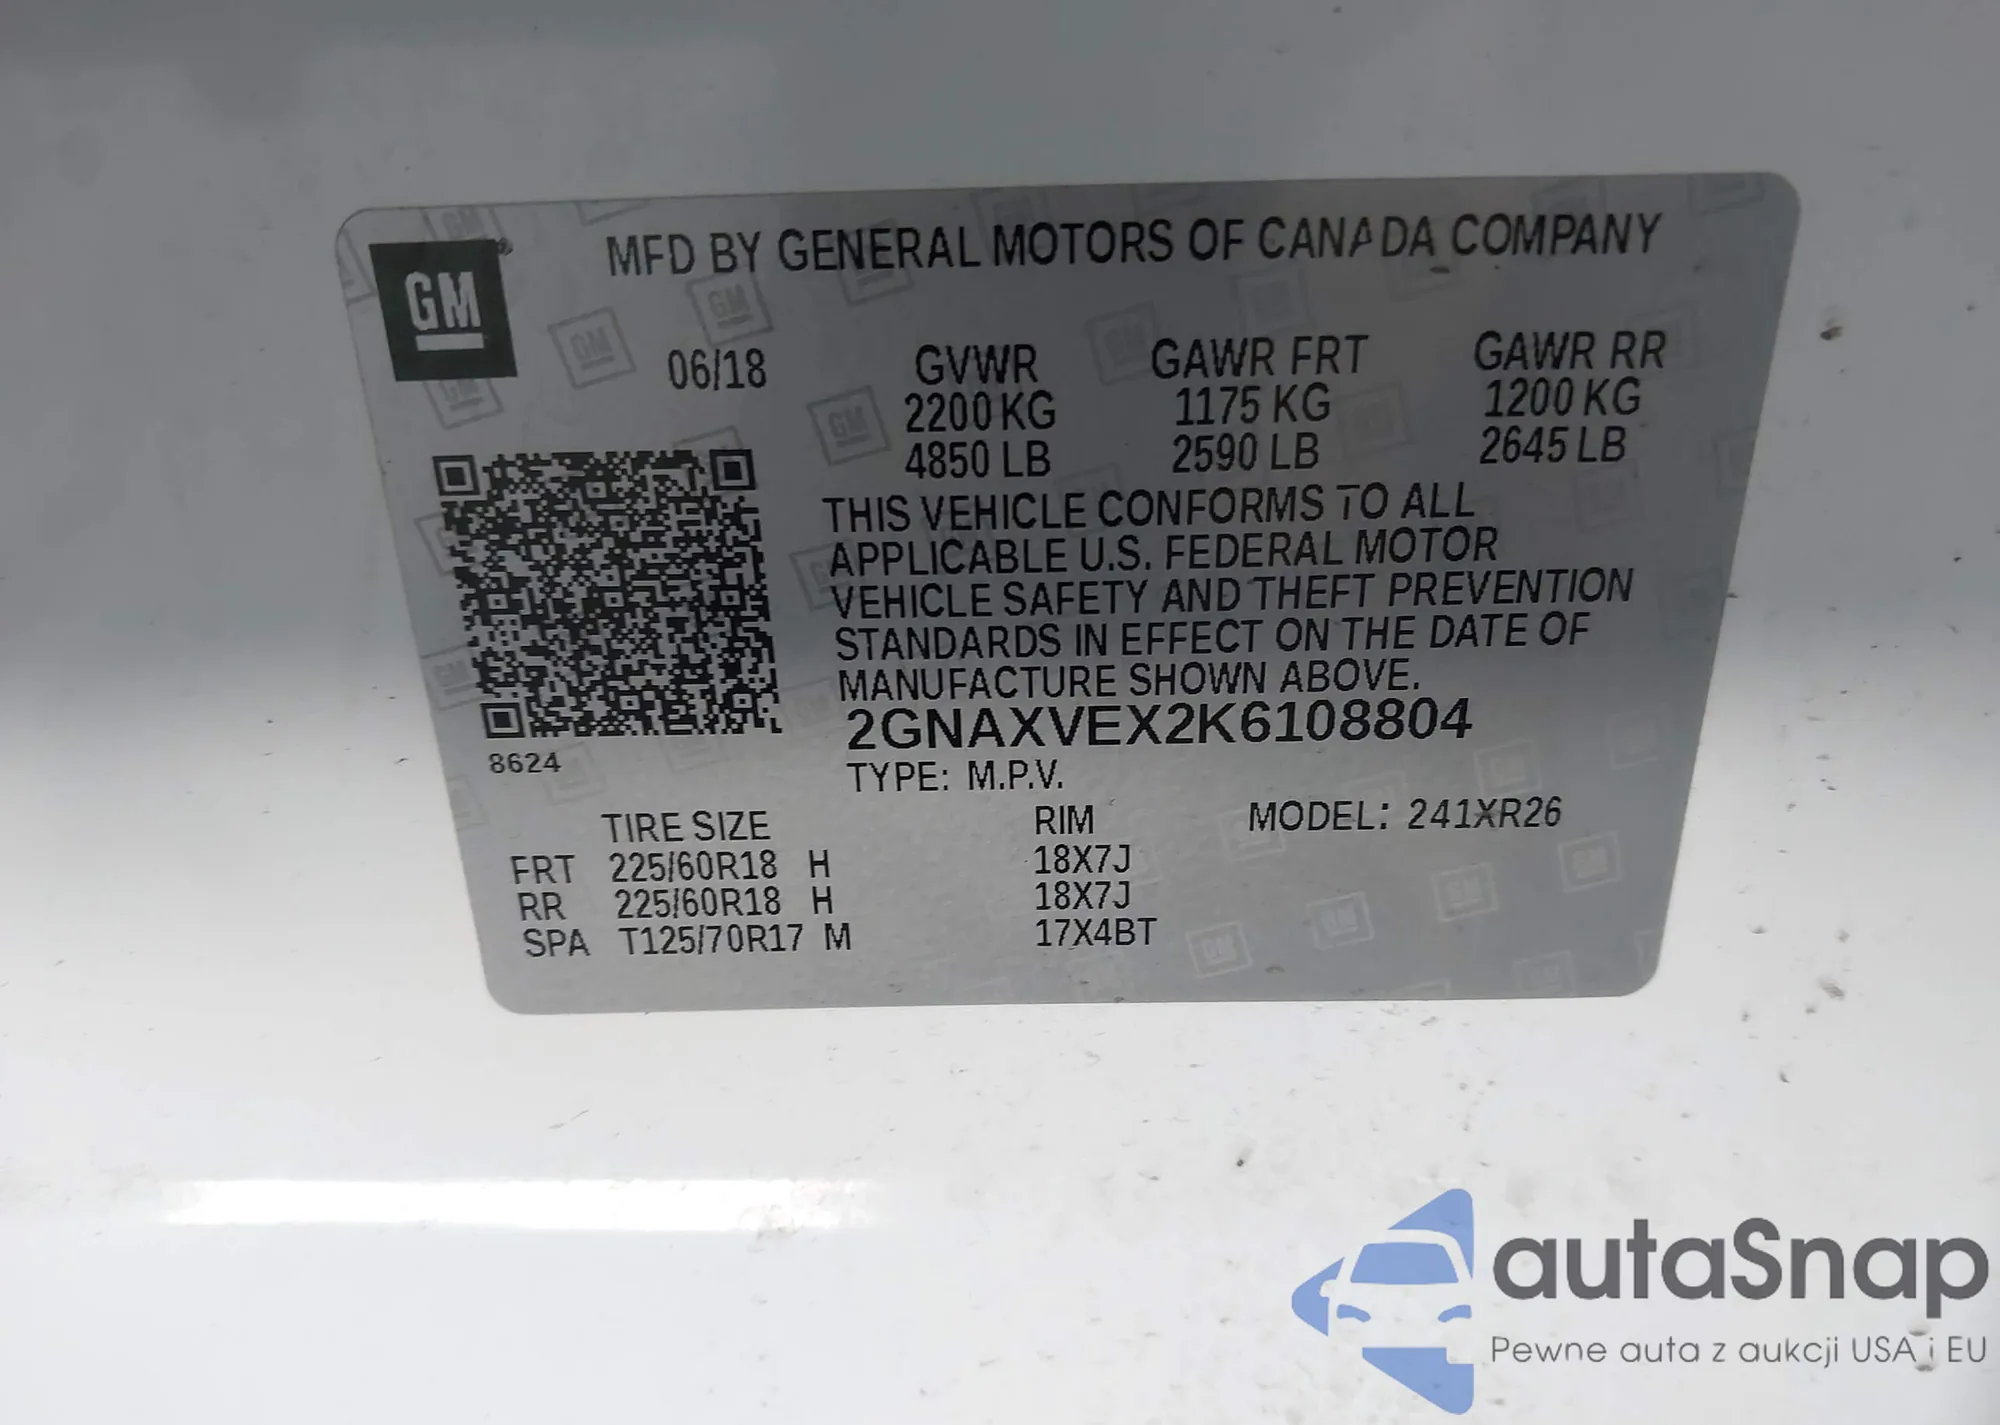 GM
MFD BY GENERAL MOTORS OF CANADA COMPANY
06/18 GVWR GAWR FRT GAWR RR
2200 KG 1175 KG 1200 KG
4850 LB 2590 LB 2645 LB
THIS VEHICLE CONFORMS TO ALL
APPLICABLE U.S. FEDERAL MOTOR
VEHICLE SAFETY AND THEFT PREVENTION
STANDARDS IN EFFECT ON THE DATE OF
MANUFACTURE SHOWN ABOVE.
2GNAXVEX2K6108804
8624
TYPE: M.P.V.
TIRE SIZE RIM MODEL: 241XR26
FRT 225/60R18 H 18X7J
RR 225/60R18 H 18X7J
SPA T125/70R17 M 17X4BT
autaSnap
Pewne auta z aukcji USA i EU